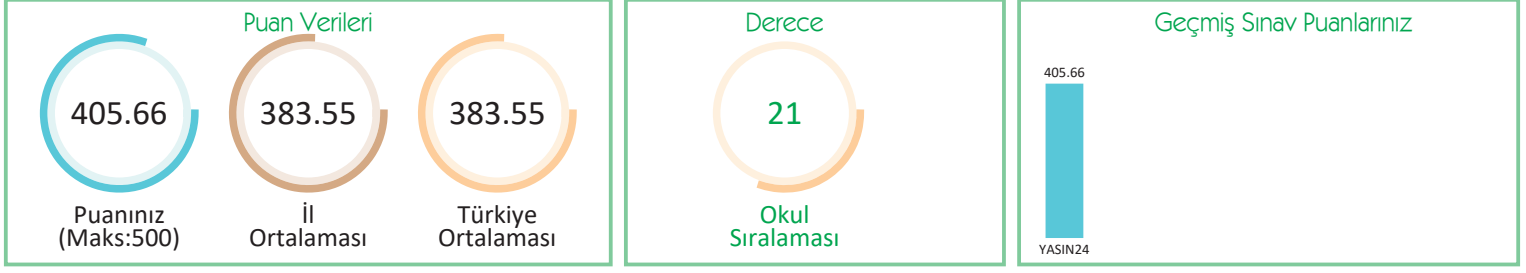 Puan Verileri
405.66
383.55
383.55
Puanınız
(Maks:500)
İl
Ortalaması
Türkiye
Ortalaması
Derece
21
Okul
Sıralaması
Geçmiş Sınav Puanlarınız
405.66
YASIN24